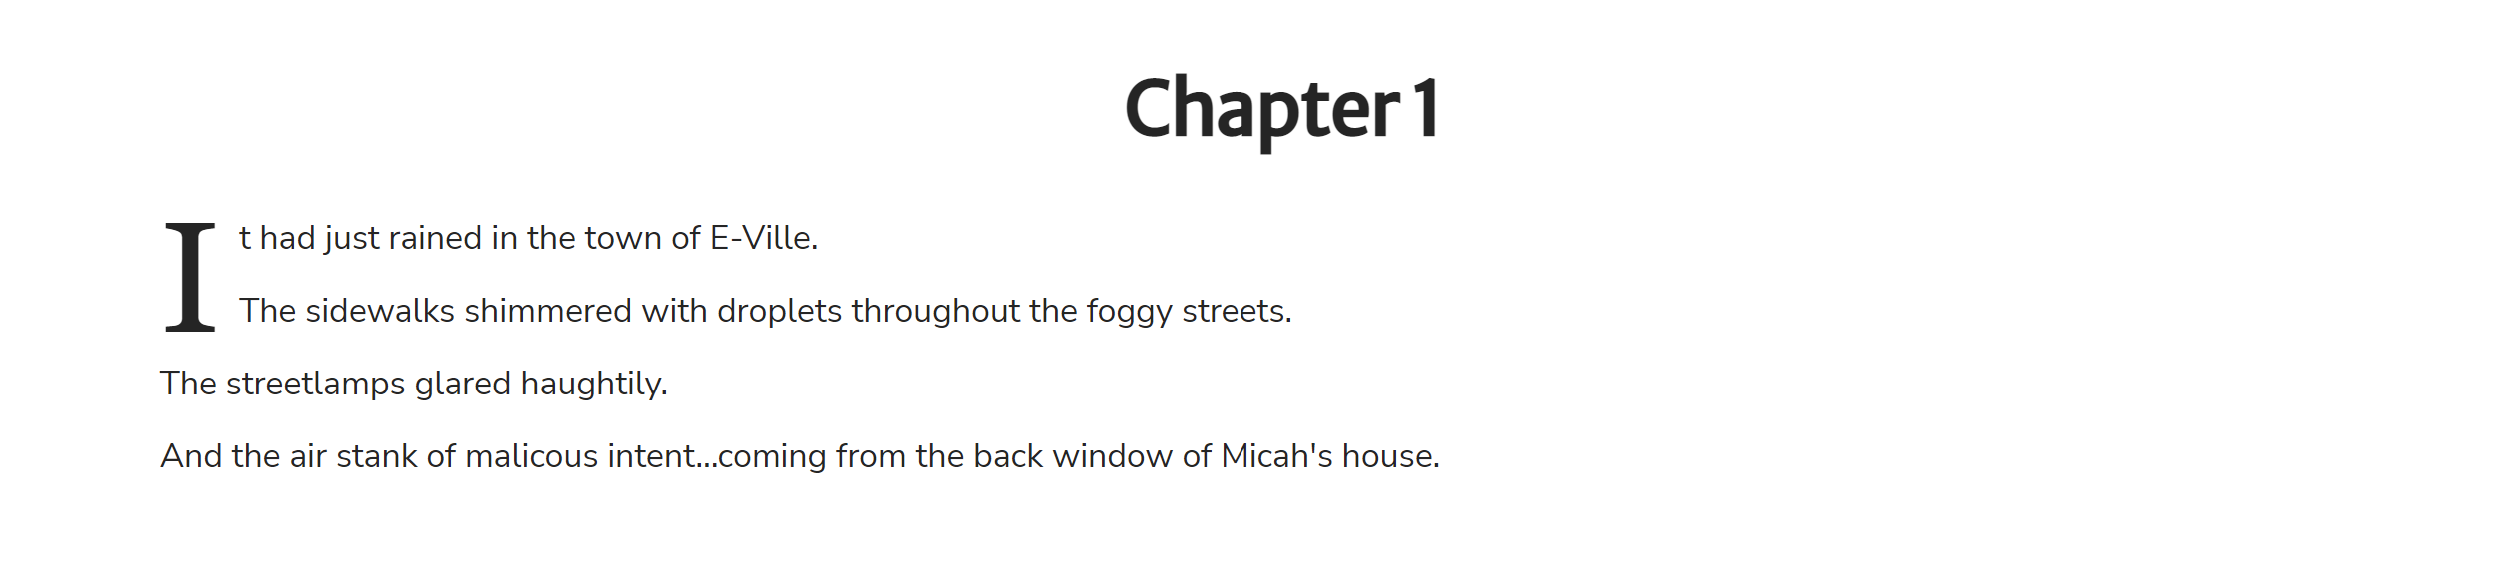 Chapter 1
It had just rained in the town of E-Ville.
The sidewalks shimmered with droplets throughout the foggy streets.
The streetlamps glared haughtily.
And the air stank of malicous intent...coming from the back window of Micah's house.